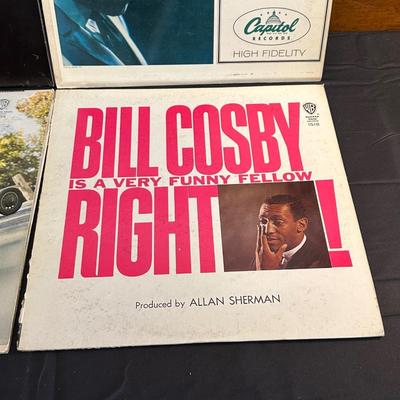 Capitol
RECORDS
HIGH FIDELITY
BILL COSBY
IS A VERY FUNNY FELLOW
RIGHT!
Produced by ALLAN SHERMAN